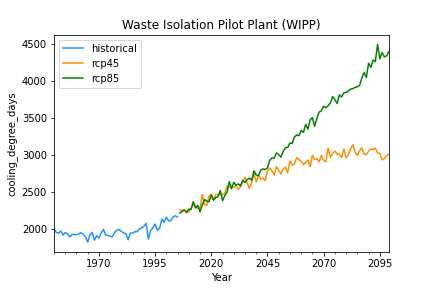 Waste Isolation Pilot Plant (WIPP)
historical
rcp45
rcp85
cooling_degree_days
4500
4000
3500
3000
2500
2000
1970 1995 2020 2045 2070 2095
Year